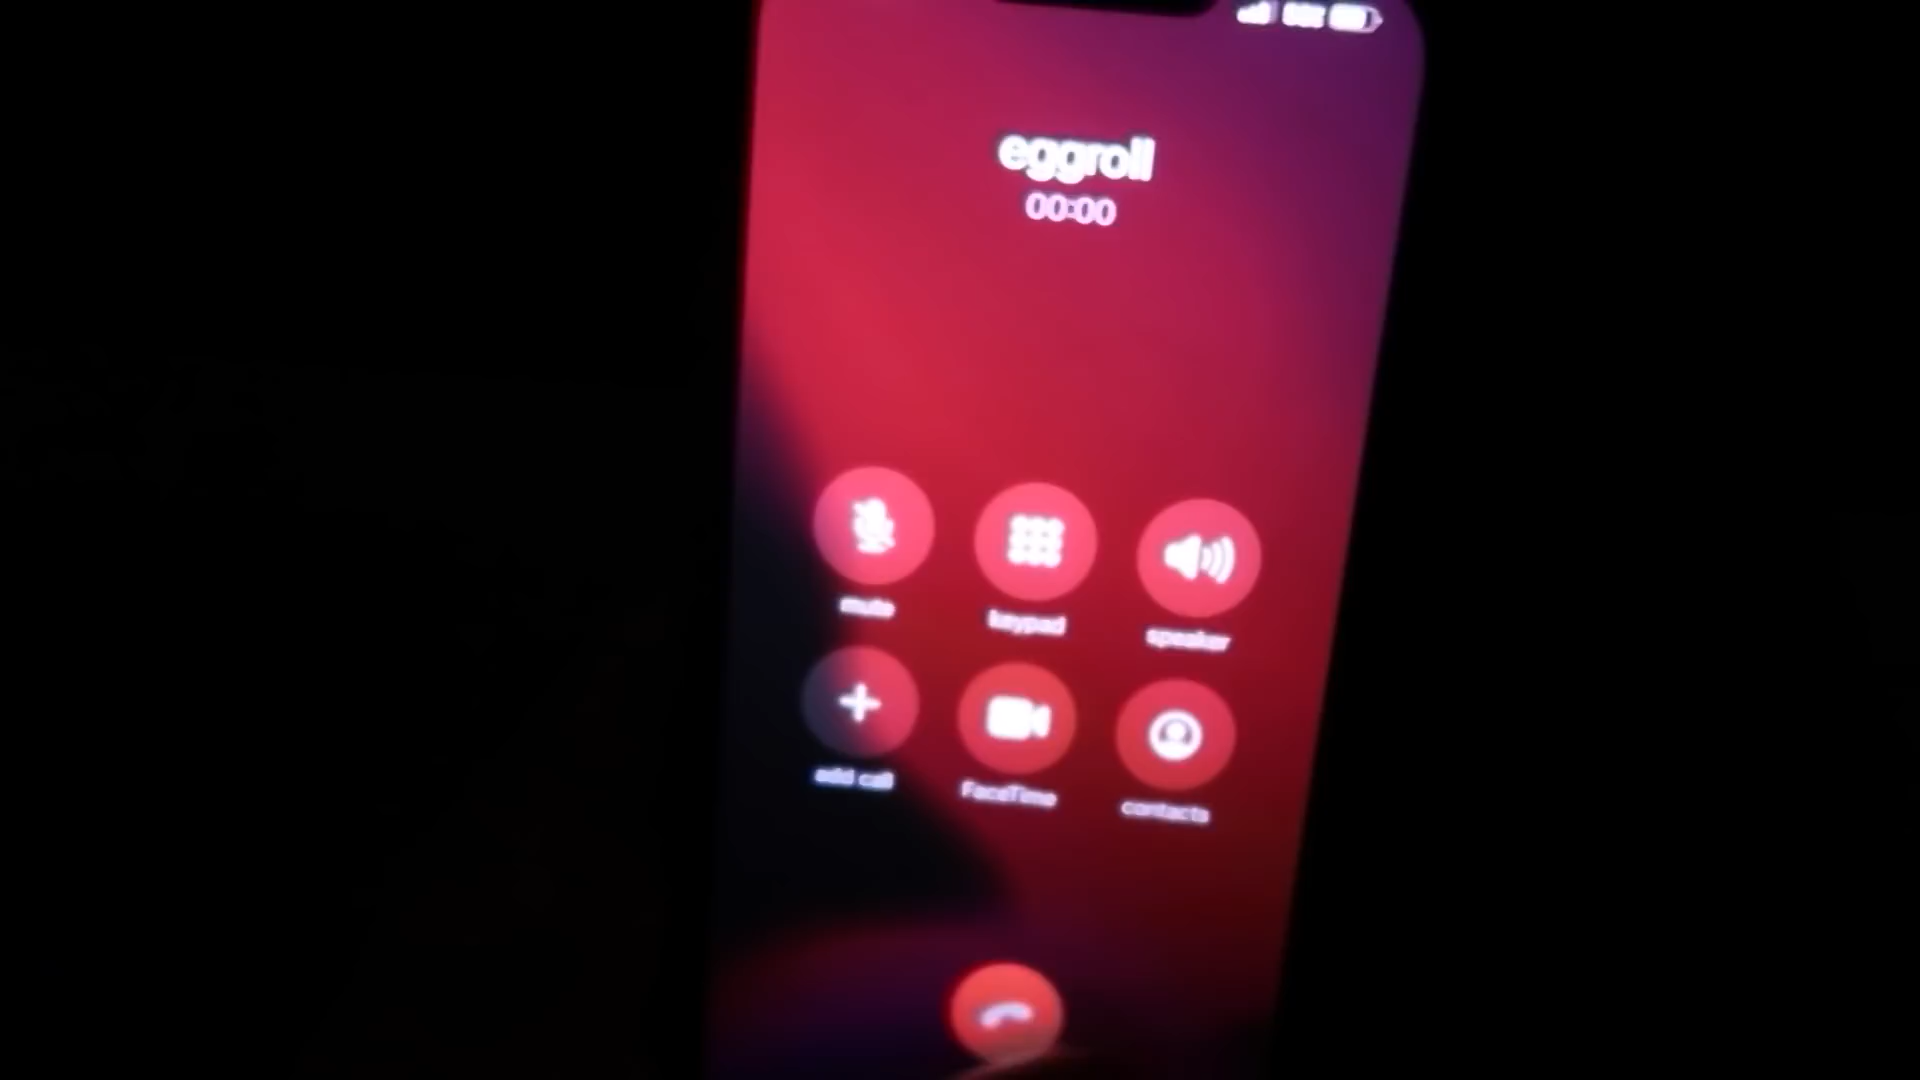 eggroll
00:00
mute
keypad
speaker
add call
FaceTime
contacts